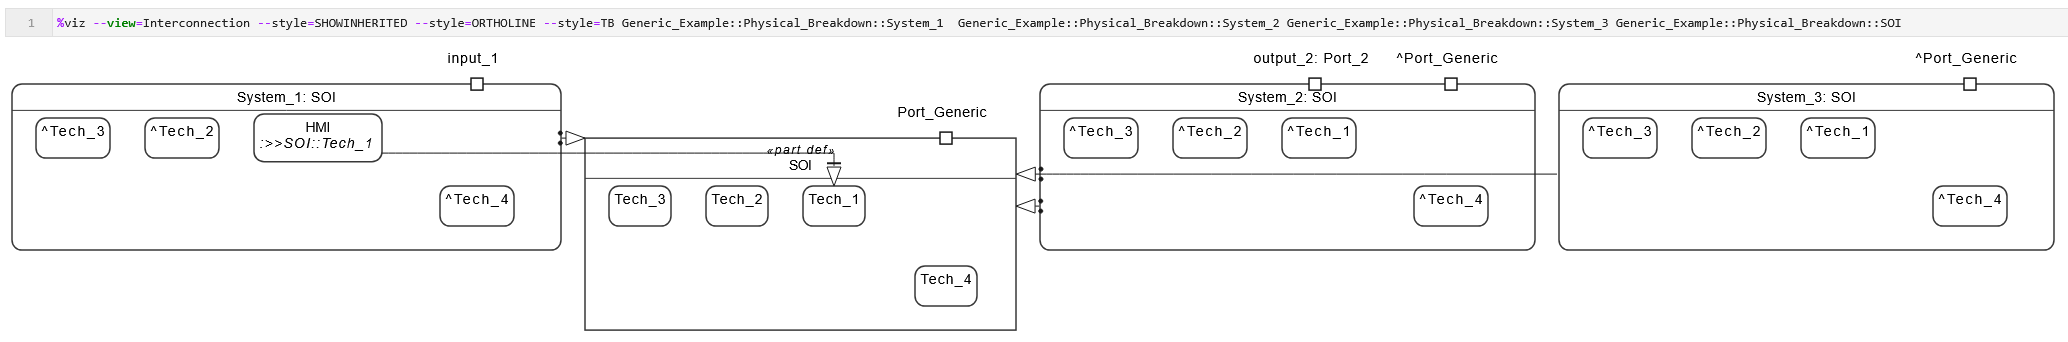 1 %viz --view=Interconnection --style=SHOWINHERITED --style=ORTHOLINE --style=TB Generic_Example::Physical_Breakdown::System_1  Generic_Example::Physical_Breakdown::System_2 Generic_Example::Physical_Breakdown::System_3 Generic_Example::Physical_Breakdown::SOI
input_1
System_1: SOI
^Tech_3
^Tech_2
HMI
:>>SOI::Tech_1
^Tech_4
Port_Generic
«part def»
SOI
Tech_3
Tech_2
Tech_1
Tech_4
output_2: Port_2
^Port_Generic
System_2: SOI
^Tech_3
^Tech_2
^Tech_1
^Tech_4
^Port_Generic
System_3: SOI
^Tech_3
^Tech_2
^Tech_1
^Tech_4